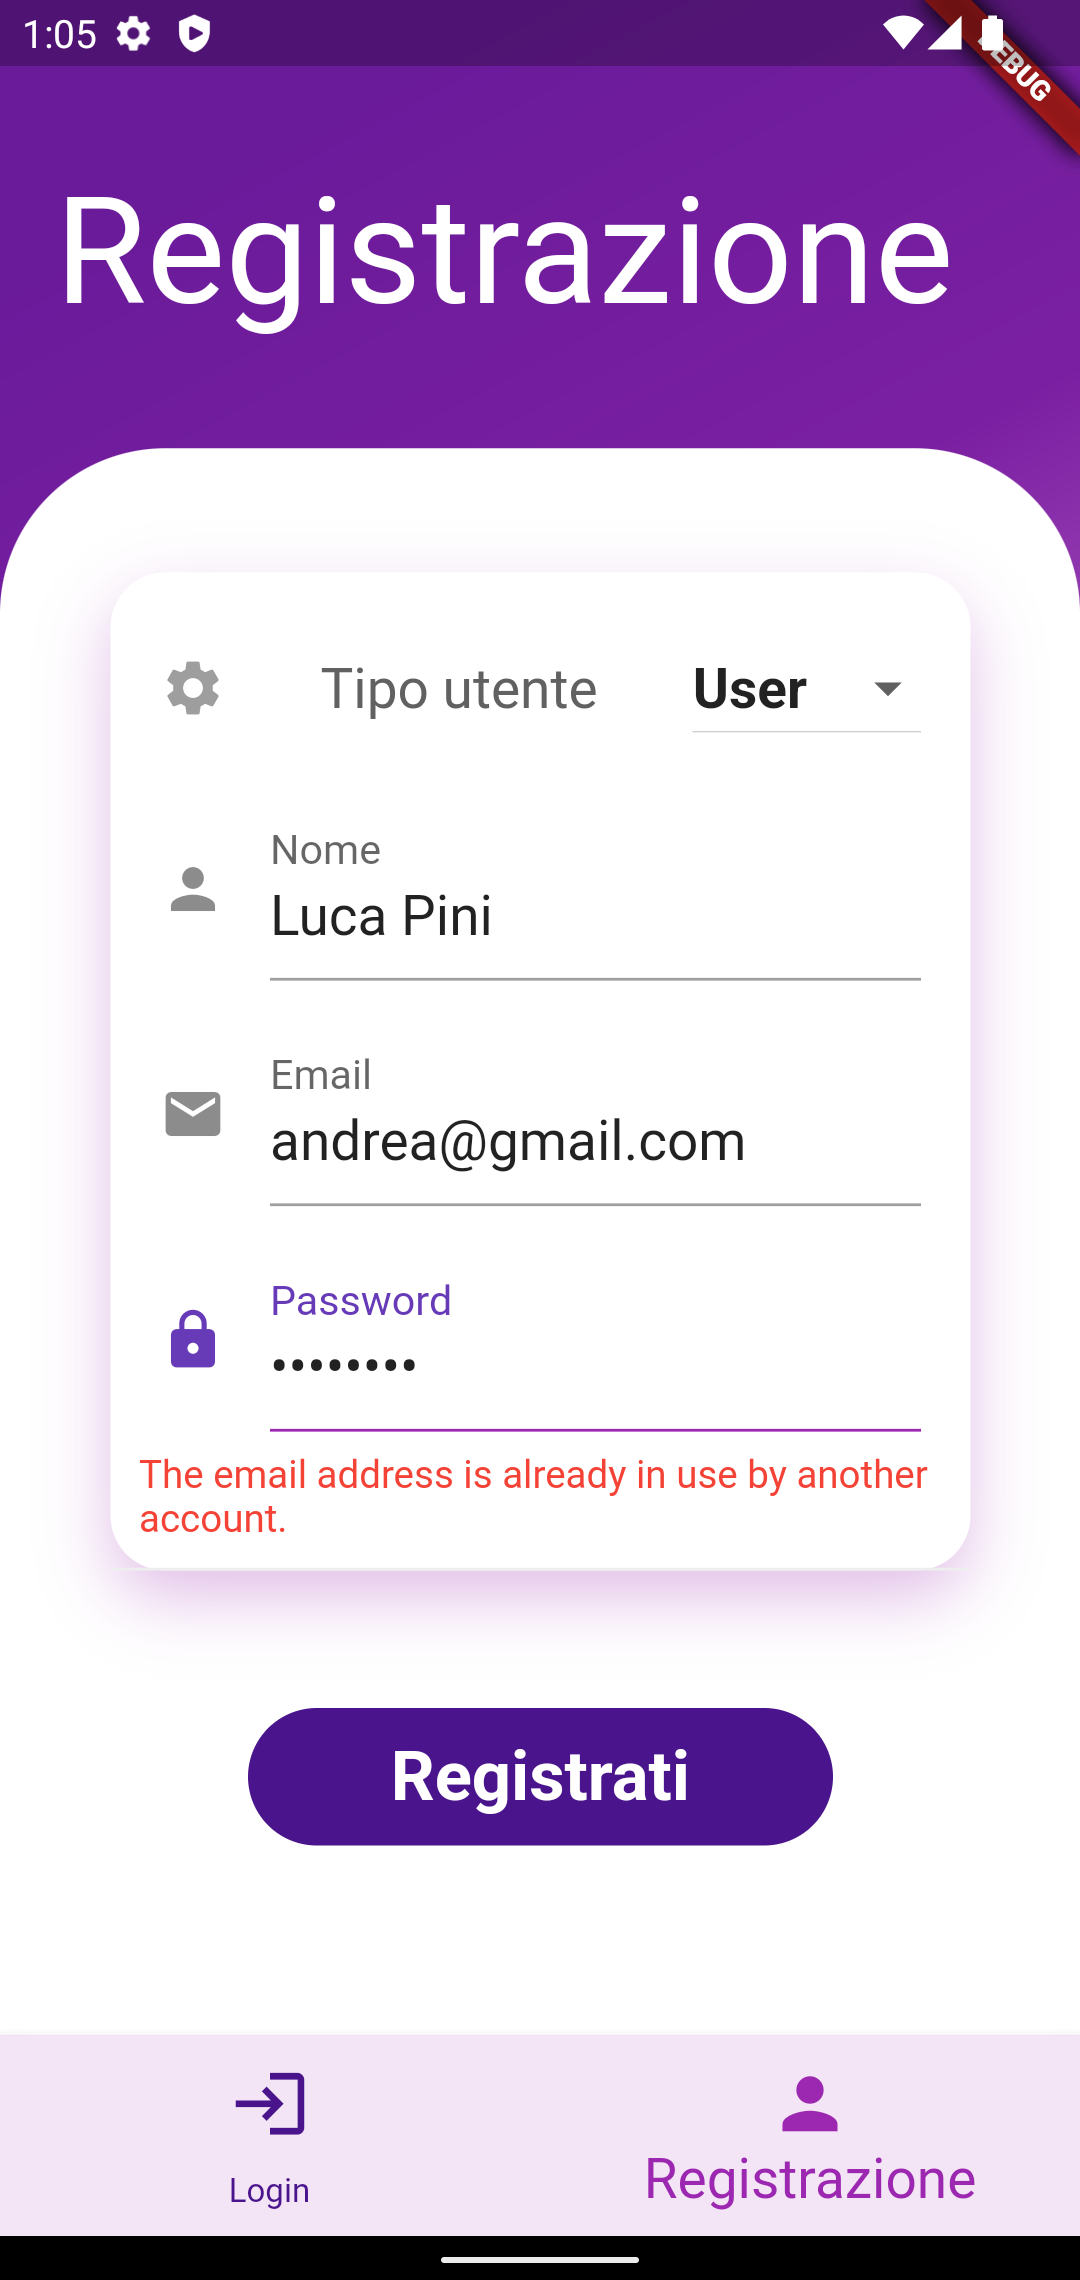 1:05
DEBUG
Registrazione
Tipo utente User
Nome
Luca Pini
Email
andrea@gmail.com
Password
••••••••
The email address is already in use by another
account.
Registrati
Login Registrazione